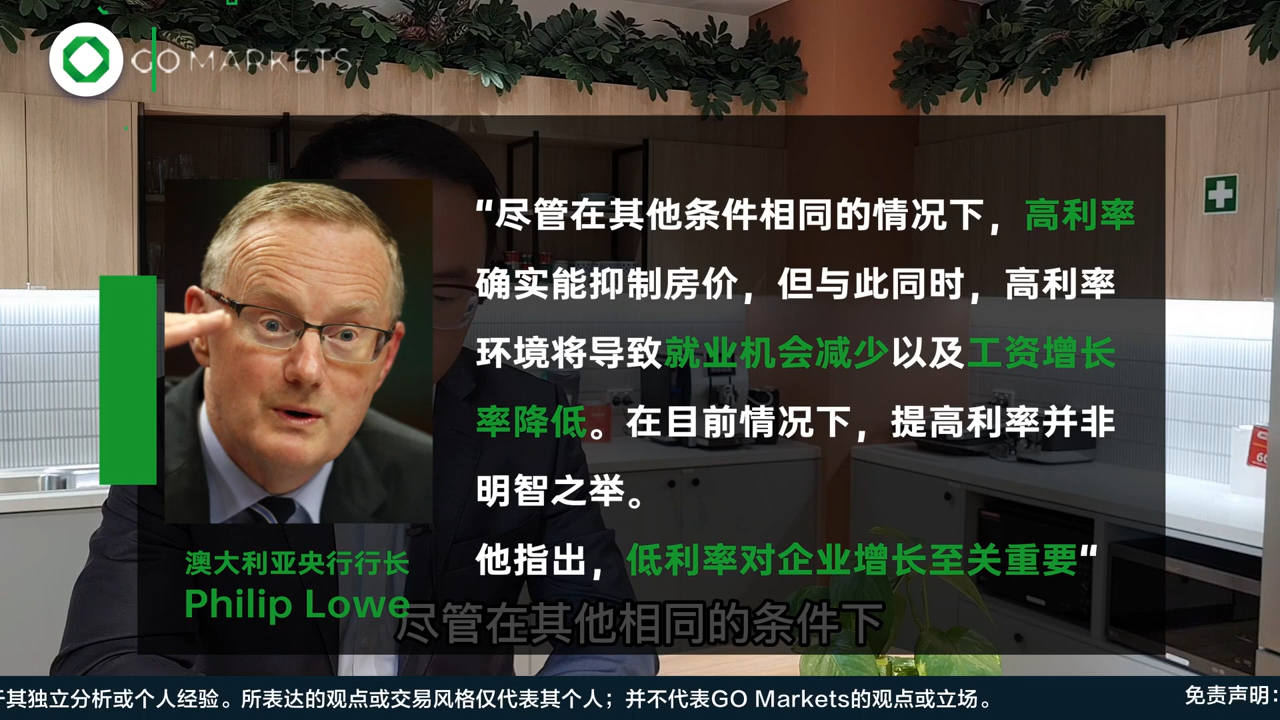 GO MARKETS
“尽管在其他条件相同的情况下，高利率
确实能抑制房价，但与此同时，高利率
环境将导致就业机会减少以及工资增长
率降低。在目前情况下，提高利率并非
明智之举。
他指出，低利率对企业增长至关重要“
澳大利亚央行行长
Philip Lowe
尽管在其他相同的条件下
其独立分析或个人经验。所表达的观点或交易风格仅代表其个人；并不代表GO Markets的观点或立场。
免责声明：